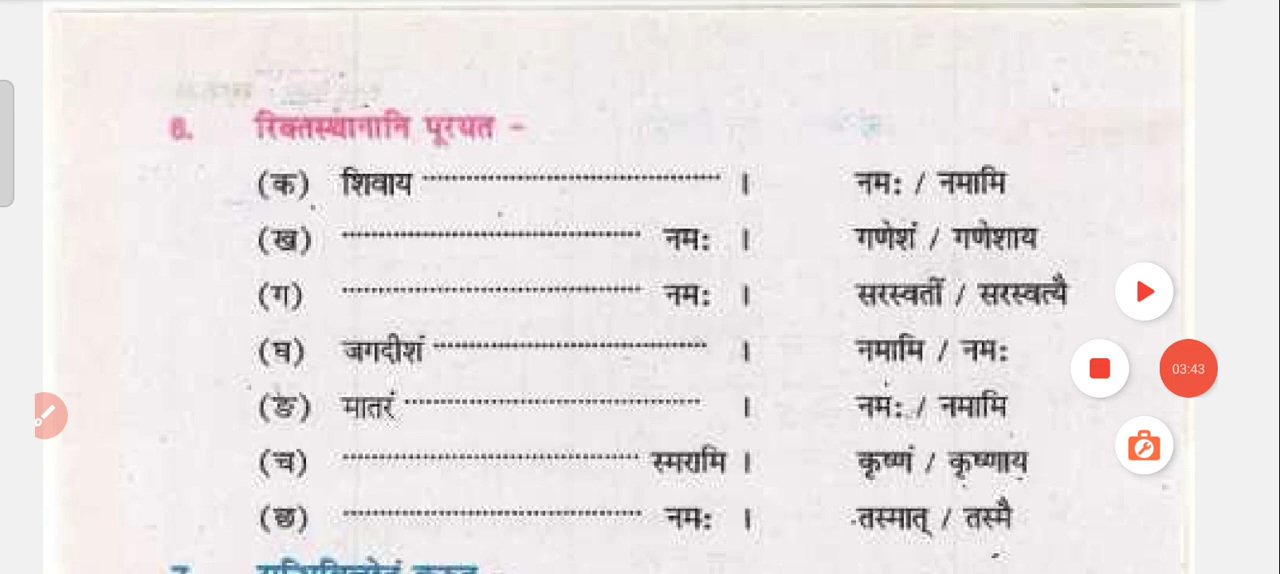 6. रिक्तस्थानानि पूरयत -
(क) शिवाय ................................ । नमः / नमामि
(ख) ................................ नमः । गणेशं / गणेशाय
(ग) ................................ नमः । सरस्वतीं / सरस्वत्यै
(घ) जगदीशं ................................ । नमामि / नमः
03:43
(ङ) मातरं ................................ । नमः / नमामि
(च) ................................ स्मरामि । कृष्णं / कृष्णाय
(छ) ................................ नमः । तस्मात् / तस्मै
7.